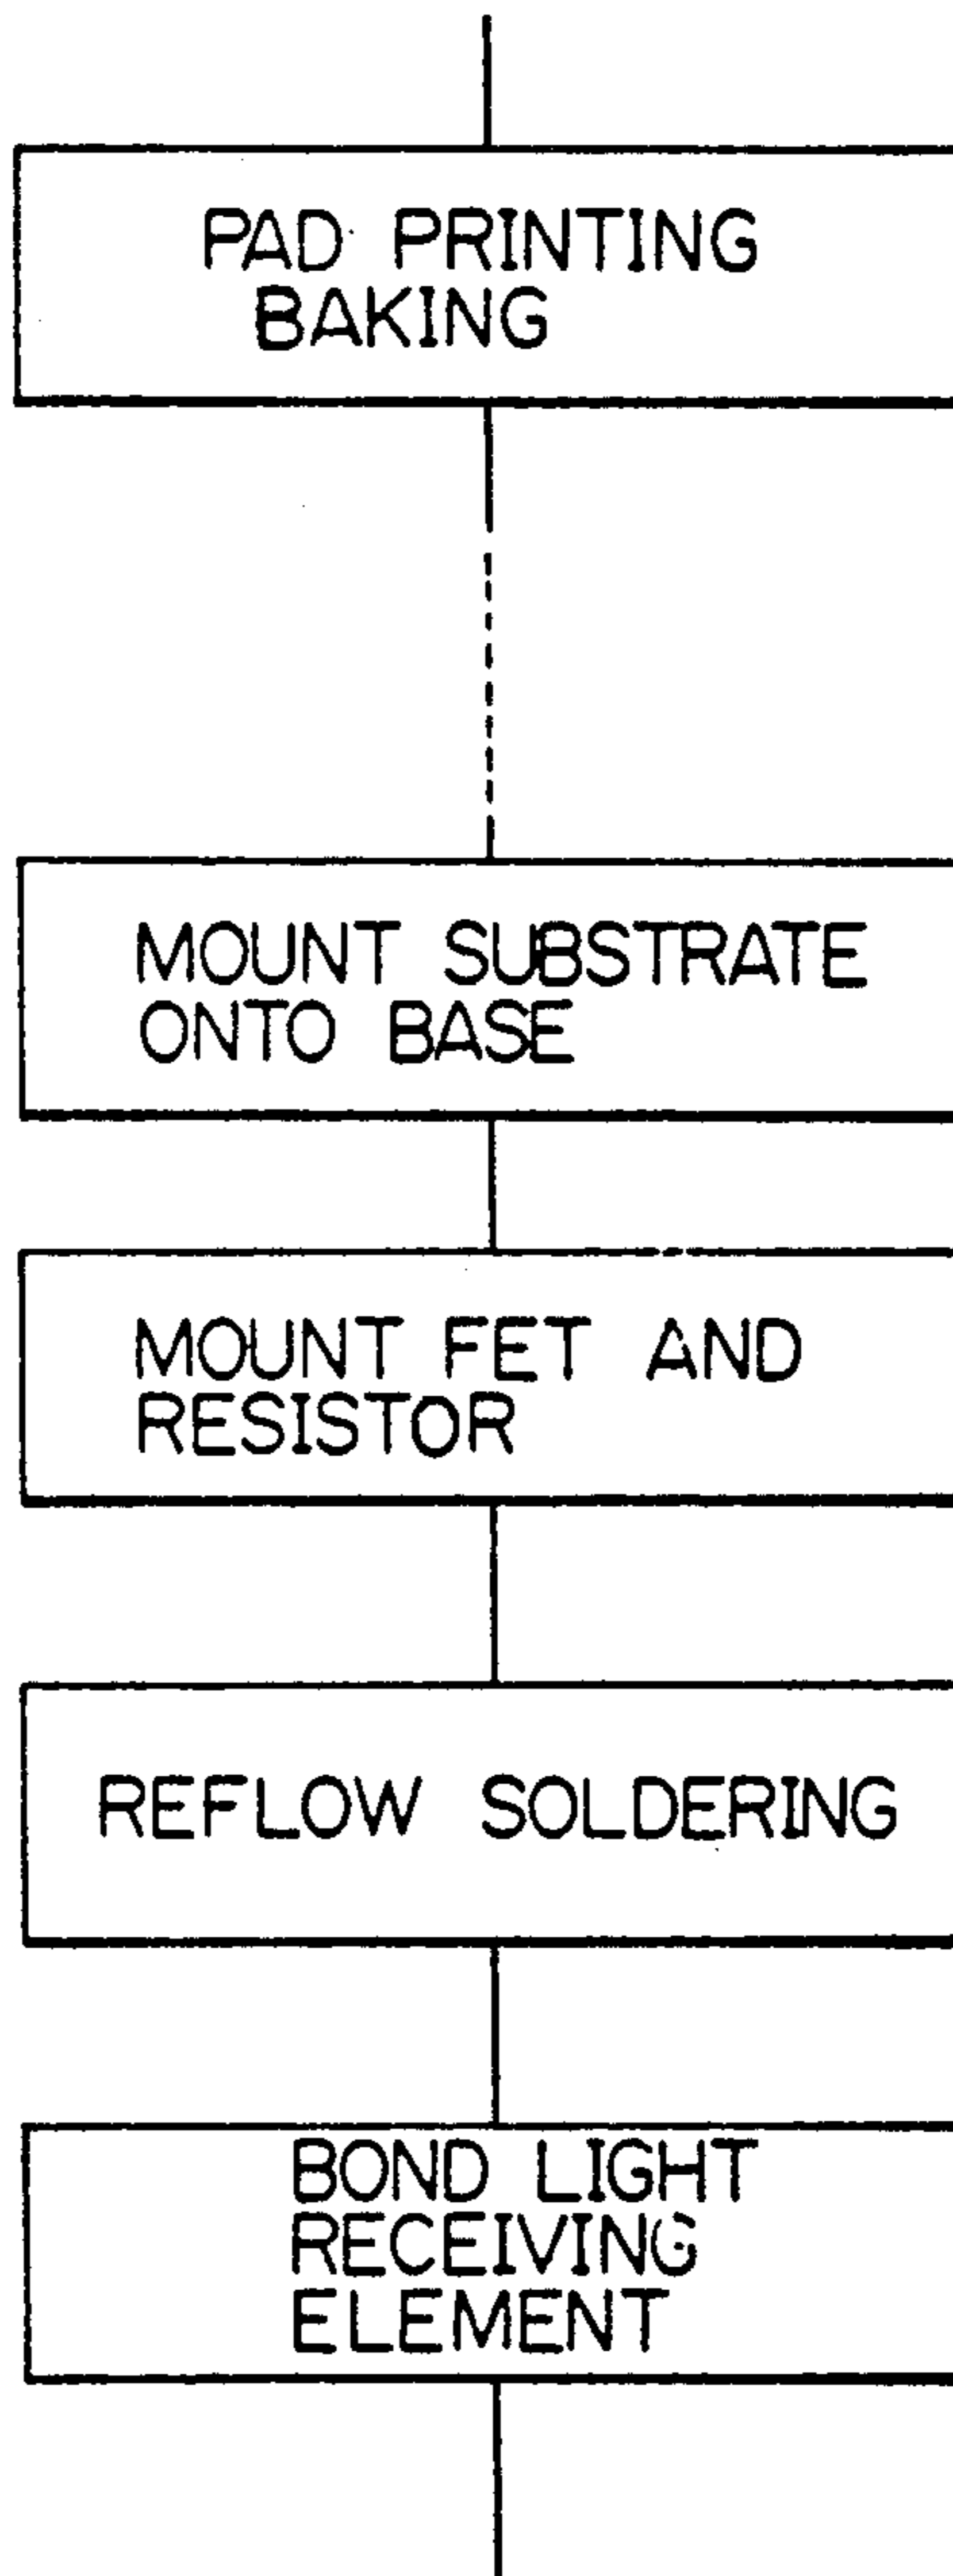 PAD PRINTING
BAKING
MOUNT SUBSTRATE
ONTO BASE
MOUNT FET AND
RESISTOR
REFLOW SOLDERING
BOND LIGHT
RECEIVING
ELEMENT